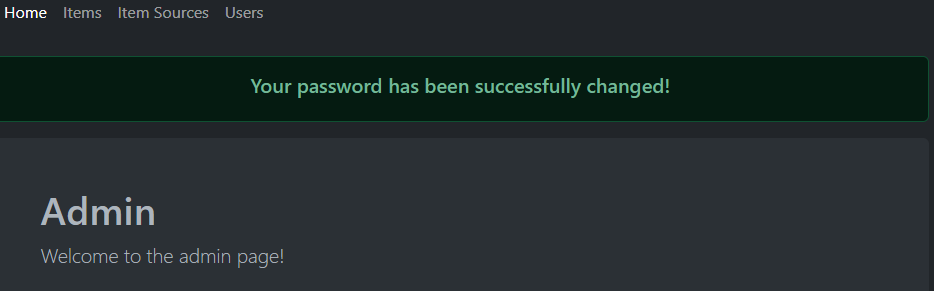 Home Items Item Sources Users
Your password has been successfully changed!
Admin
Welcome to the admin page!